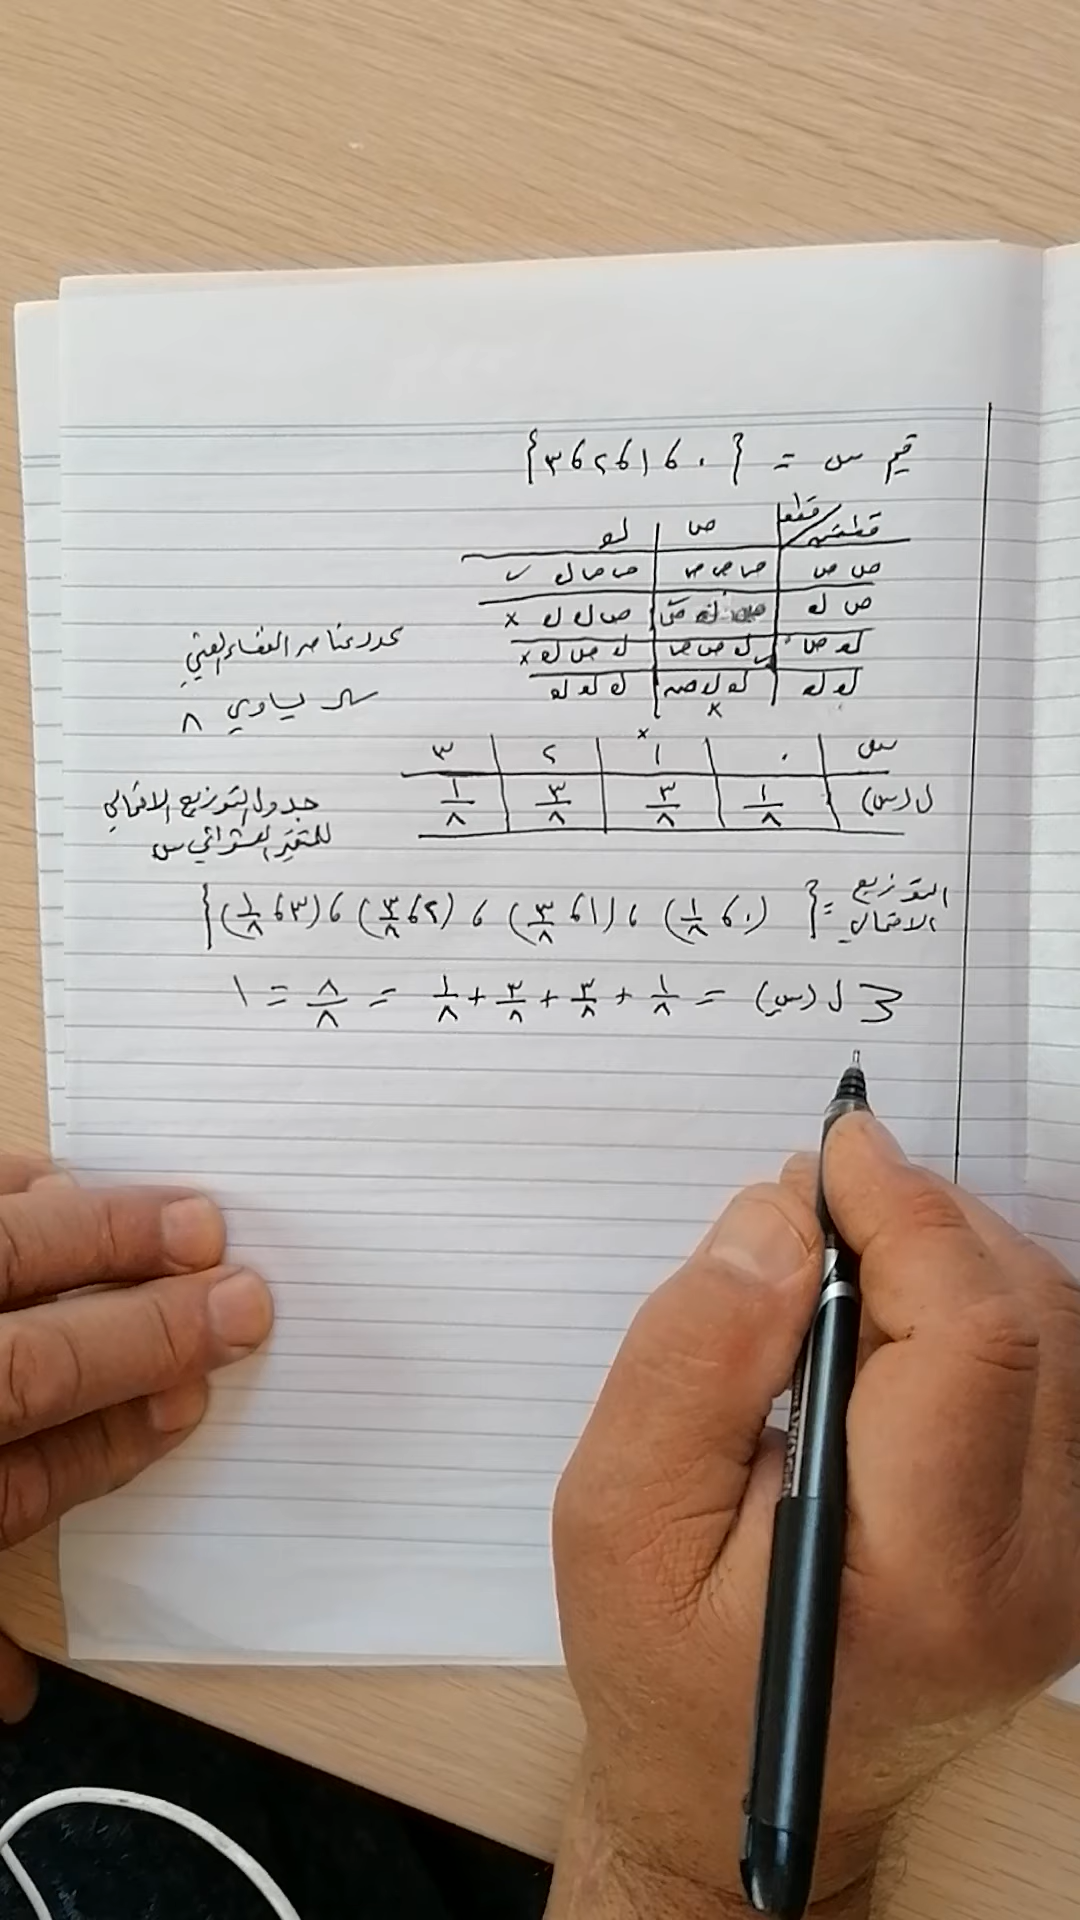 قيم س = { ٠ ، ١ ، ٢ ، ٣ }
قطعتين / قطعة | ص | ك
ص ص | ص ص ص | ص ص ك ✓
ص ك | ص ك ص | ص ك ك ×
ك ص | ك ص ص ✓ | ك ص ك ×
ك ك | ك ك ص × | ك ك ك
عدد عناصر الفضاء العيني
يساوي ٨
س | ٠ | ١ × | ٢ | ٣
ل (س) | ١/٨ | ٣/٨ | ٣/٨ | ١/٨
جدول التوزيع الاحتمالي
للمتغير العشوائي س
التوزيع الاحتمالي = { (٠ ، ١/٨) ، (١ ، ٣/٨) ، (٢ ، ٣/٨) ، (٣ ، ١/٨) }
∑ ل (س) = ١/٨ + ٣/٨ + ٣/٨ + ١/٨ = ٨/٨ = ١